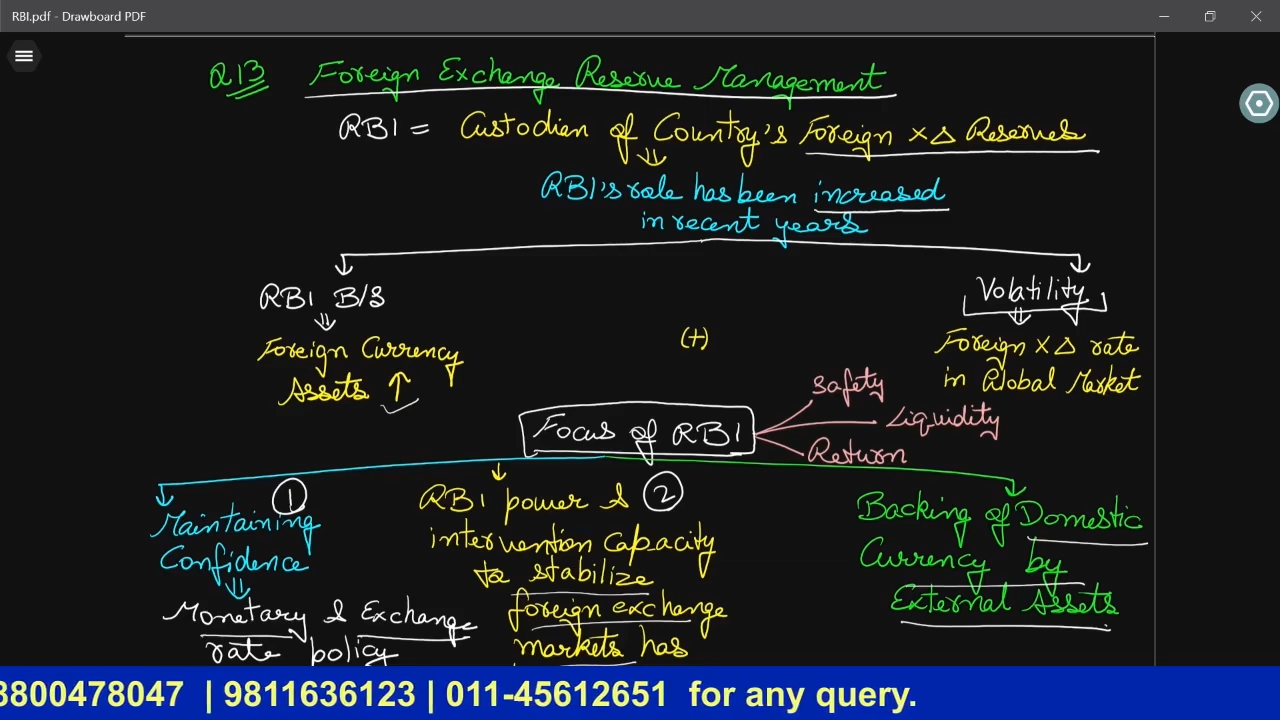 RBI.pdf - Drawboard PDF
Q13 Foreign Exchange Reserve Management
RBI = Custodian of Country's Foreign X∆ Reserves
RBI's role has been increased
in recent years
RBI B/S
Foreign Currency
Assets ↑
Volatility
Foreign X∆ rate
in Global Market
(+)
Focus of RBI
Safety
Liquidity
Return
1
Maintaining
Confidence
Monetary & Exchange
rate policy
2
RBI power &
intervention capacity
to stabilize
foreign exchange
markets has
Backing of Domestic
Currency by
External Assets
8800478047 | 9811636123 | 011-45612651 for any query.